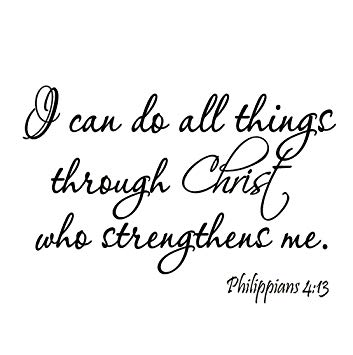 I can do all things
through Christ
who strengthens me.
Philippians 4:13